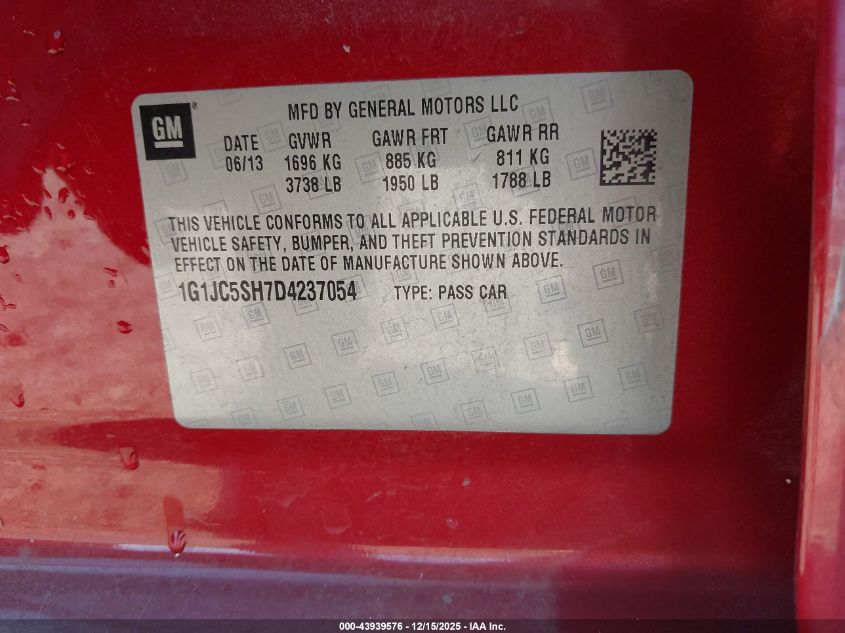 GM ®
MFD BY GENERAL MOTORS LLC
DATE GVWR GAWR FRT GAWR RR
06/13 1696 KG 885 KG 811 KG
3738 LB 1950 LB 1788 LB
THIS VEHICLE CONFORMS TO ALL APPLICABLE U.S. FEDERAL MOTOR
VEHICLE SAFETY, BUMPER, AND THEFT PREVENTION STANDARDS IN
EFFECT ON THE DATE OF MANUFACTURE SHOWN ABOVE.
1G1JC5SH7D4237054 TYPE: PASS CAR
000-43939576 - 12/15/2025 - IAA Inc.